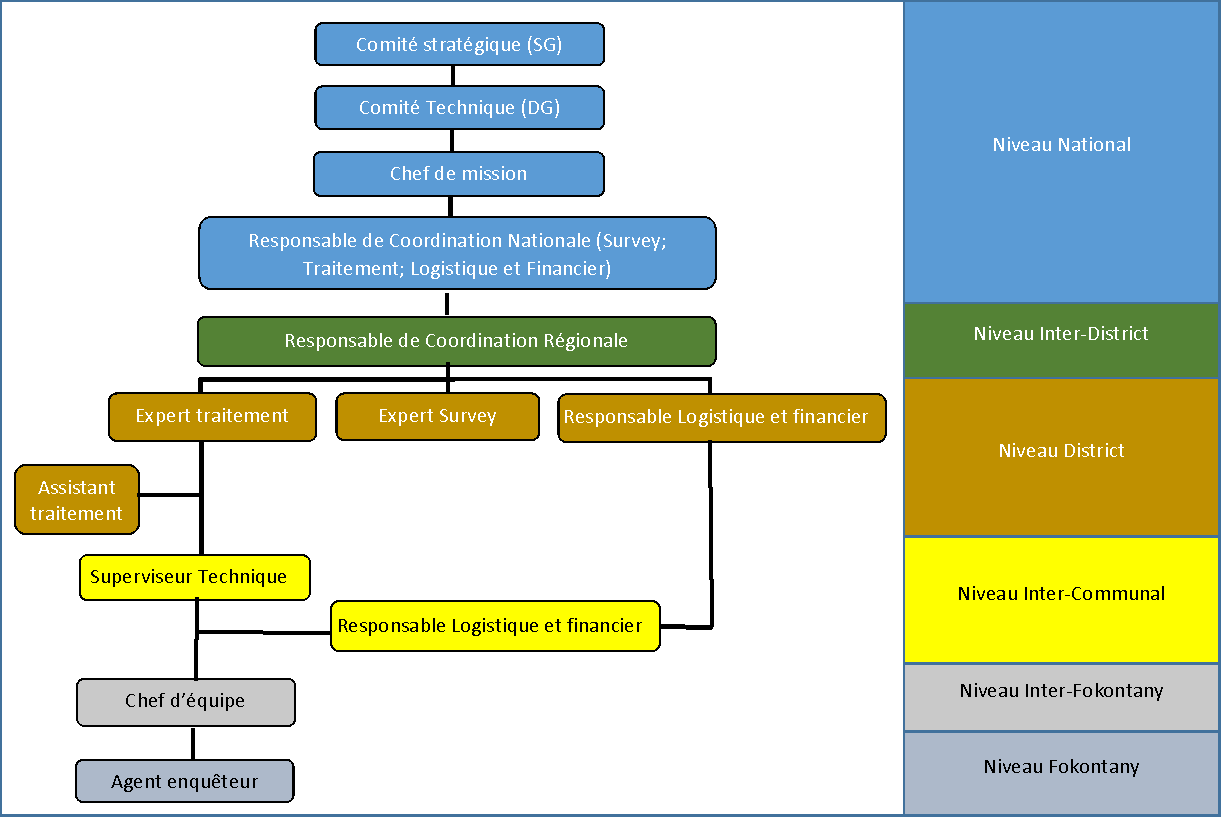 Comité stratégique (SG)
Comité Technique (DG)
Chef de mission
Responsable de Coordination Nationale (Survey;
Traitement; Logistique et Financier)
Niveau National
Responsable de Coordination Régionale
Niveau Inter-District
Expert traitement
Expert Survey
Responsable Logistique et financier
Assistant
traitement
Niveau District
Superviseur Technique
Responsable Logistique et financier
Niveau Inter-Communal
Chef d’équipe
Niveau Inter-Fokontany
Agent enquêteur
Niveau Fokontany